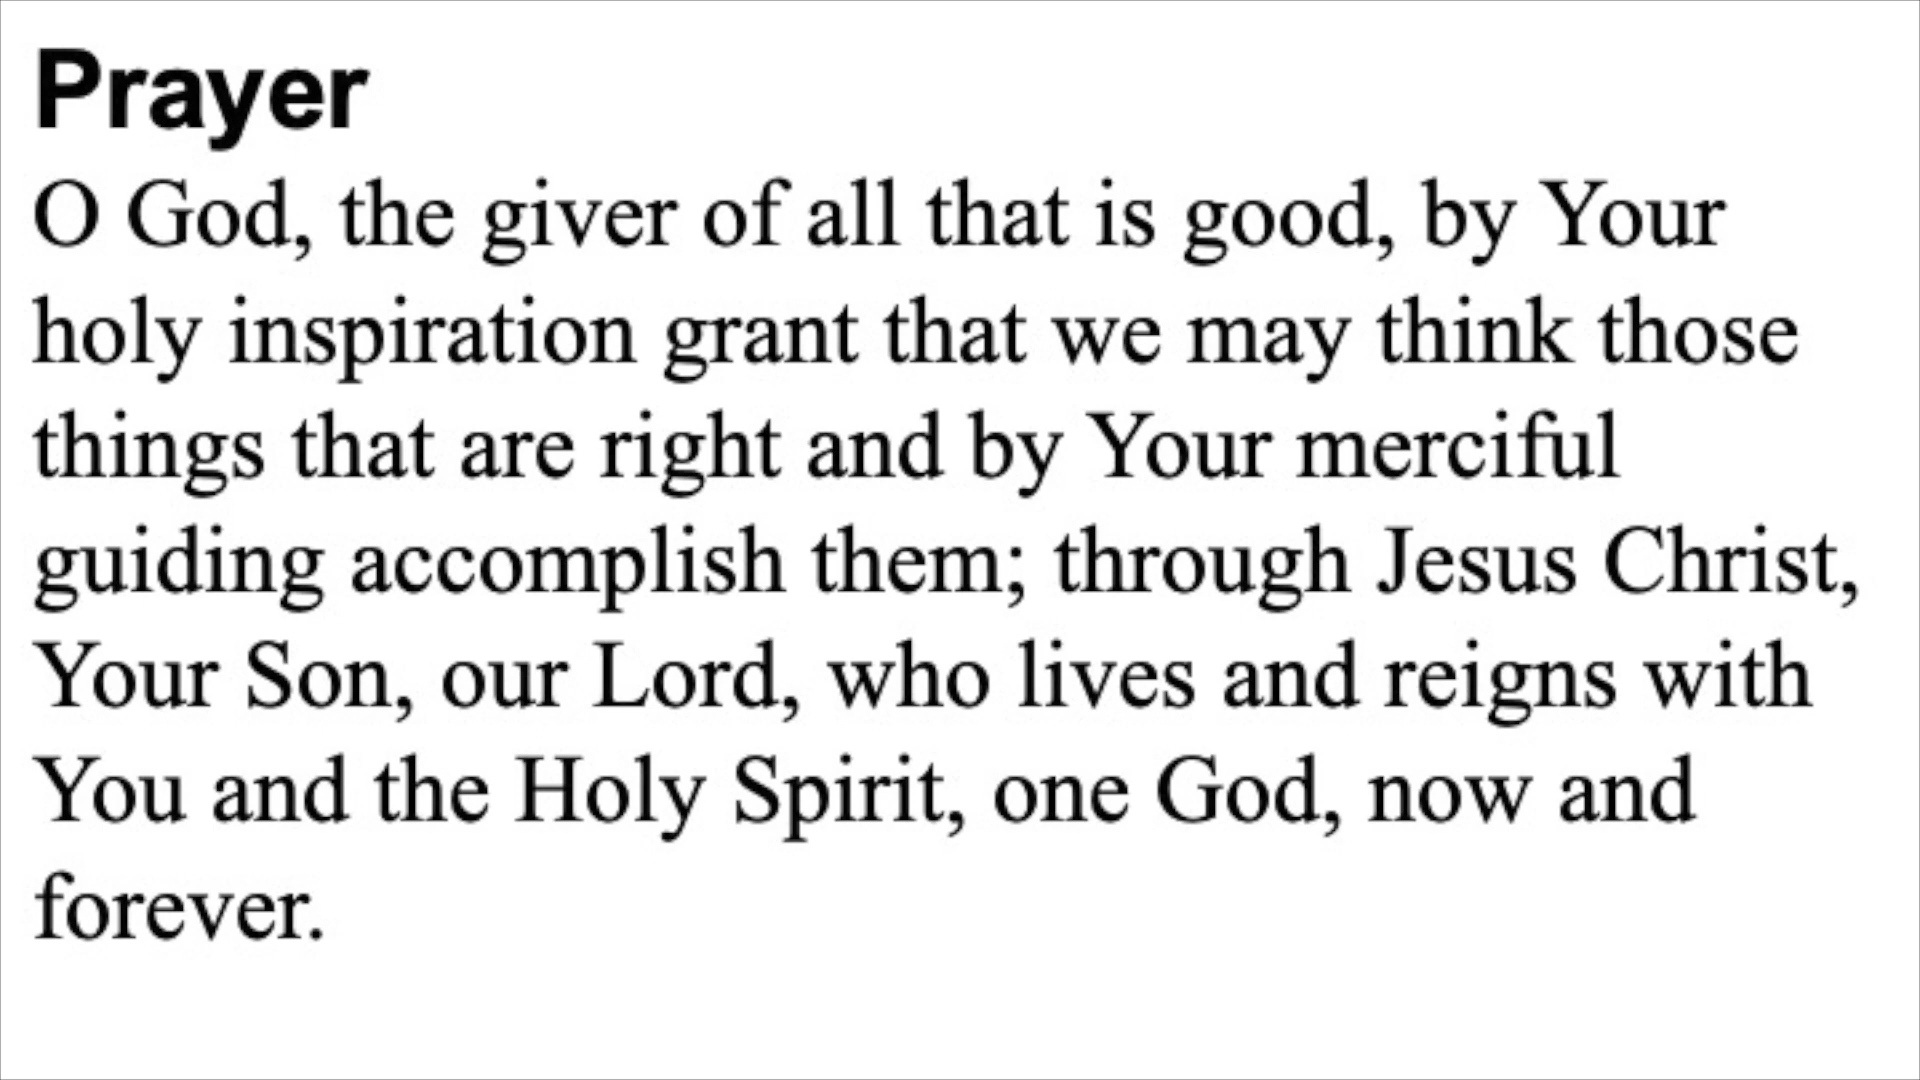 Prayer
O God, the giver of all that is good, by Your
holy inspiration grant that we may think those
things that are right and by Your merciful
guiding accomplish them; through Jesus Christ,
Your Son, our Lord, who lives and reigns with
You and the Holy Spirit, one God, now and
forever.